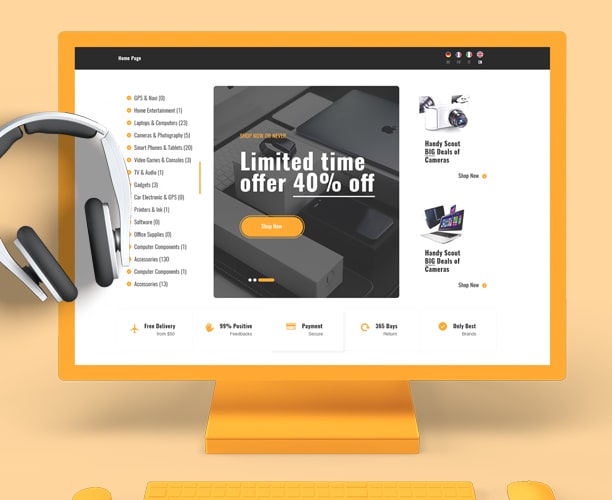 Home Page
DE FR IT EN
GPS & Navi (0)
Home Entertainment (1)
Laptops & Computers (23)
Cameras & Photography (5)
Smart Phones & Tablets (20)
Video Games & Consoles (3)
TV & Audio (1)
Gadgets (3)
Car Electronic & GPS (0)
Printers & Ink (1)
Software (0)
Office Supplies (0)
Computer Components (1)
Accessories (130
Computer Components (1)
Accessories (13)
SHOP NOW OR NEVER
Limited time
offer 40% off
Shop Now
Handy Scout
BIG Deals of
Cameras
Shop Now
Handy Scout
BIG Deals of
Cameras
Shop Now
Free Delivery
from $50
99% Positive
Feedbacks
Payment
Secure
365 Days
Return
Only Best
Brands